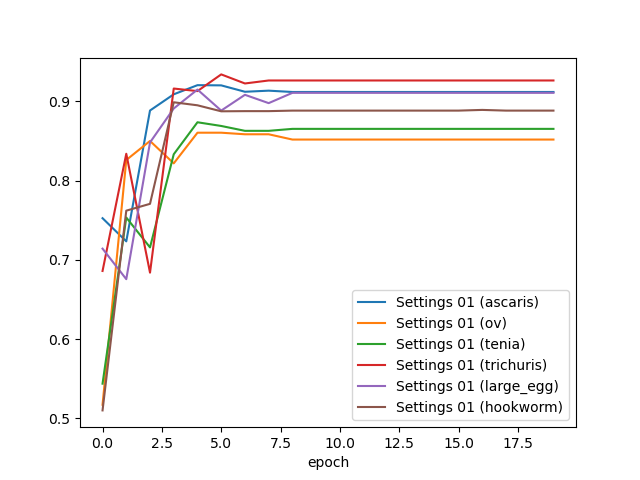 0.9
0.8
0.7
0.6
0.5
Settings 01 (ascaris)
Settings 01 (ov)
Settings 01 (tenia)
Settings 01 (trichuris)
Settings 01 (large_egg)
Settings 01 (hookworm)
0.0 2.5 5.0 7.5 10.0 12.5 15.0 17.5
epoch